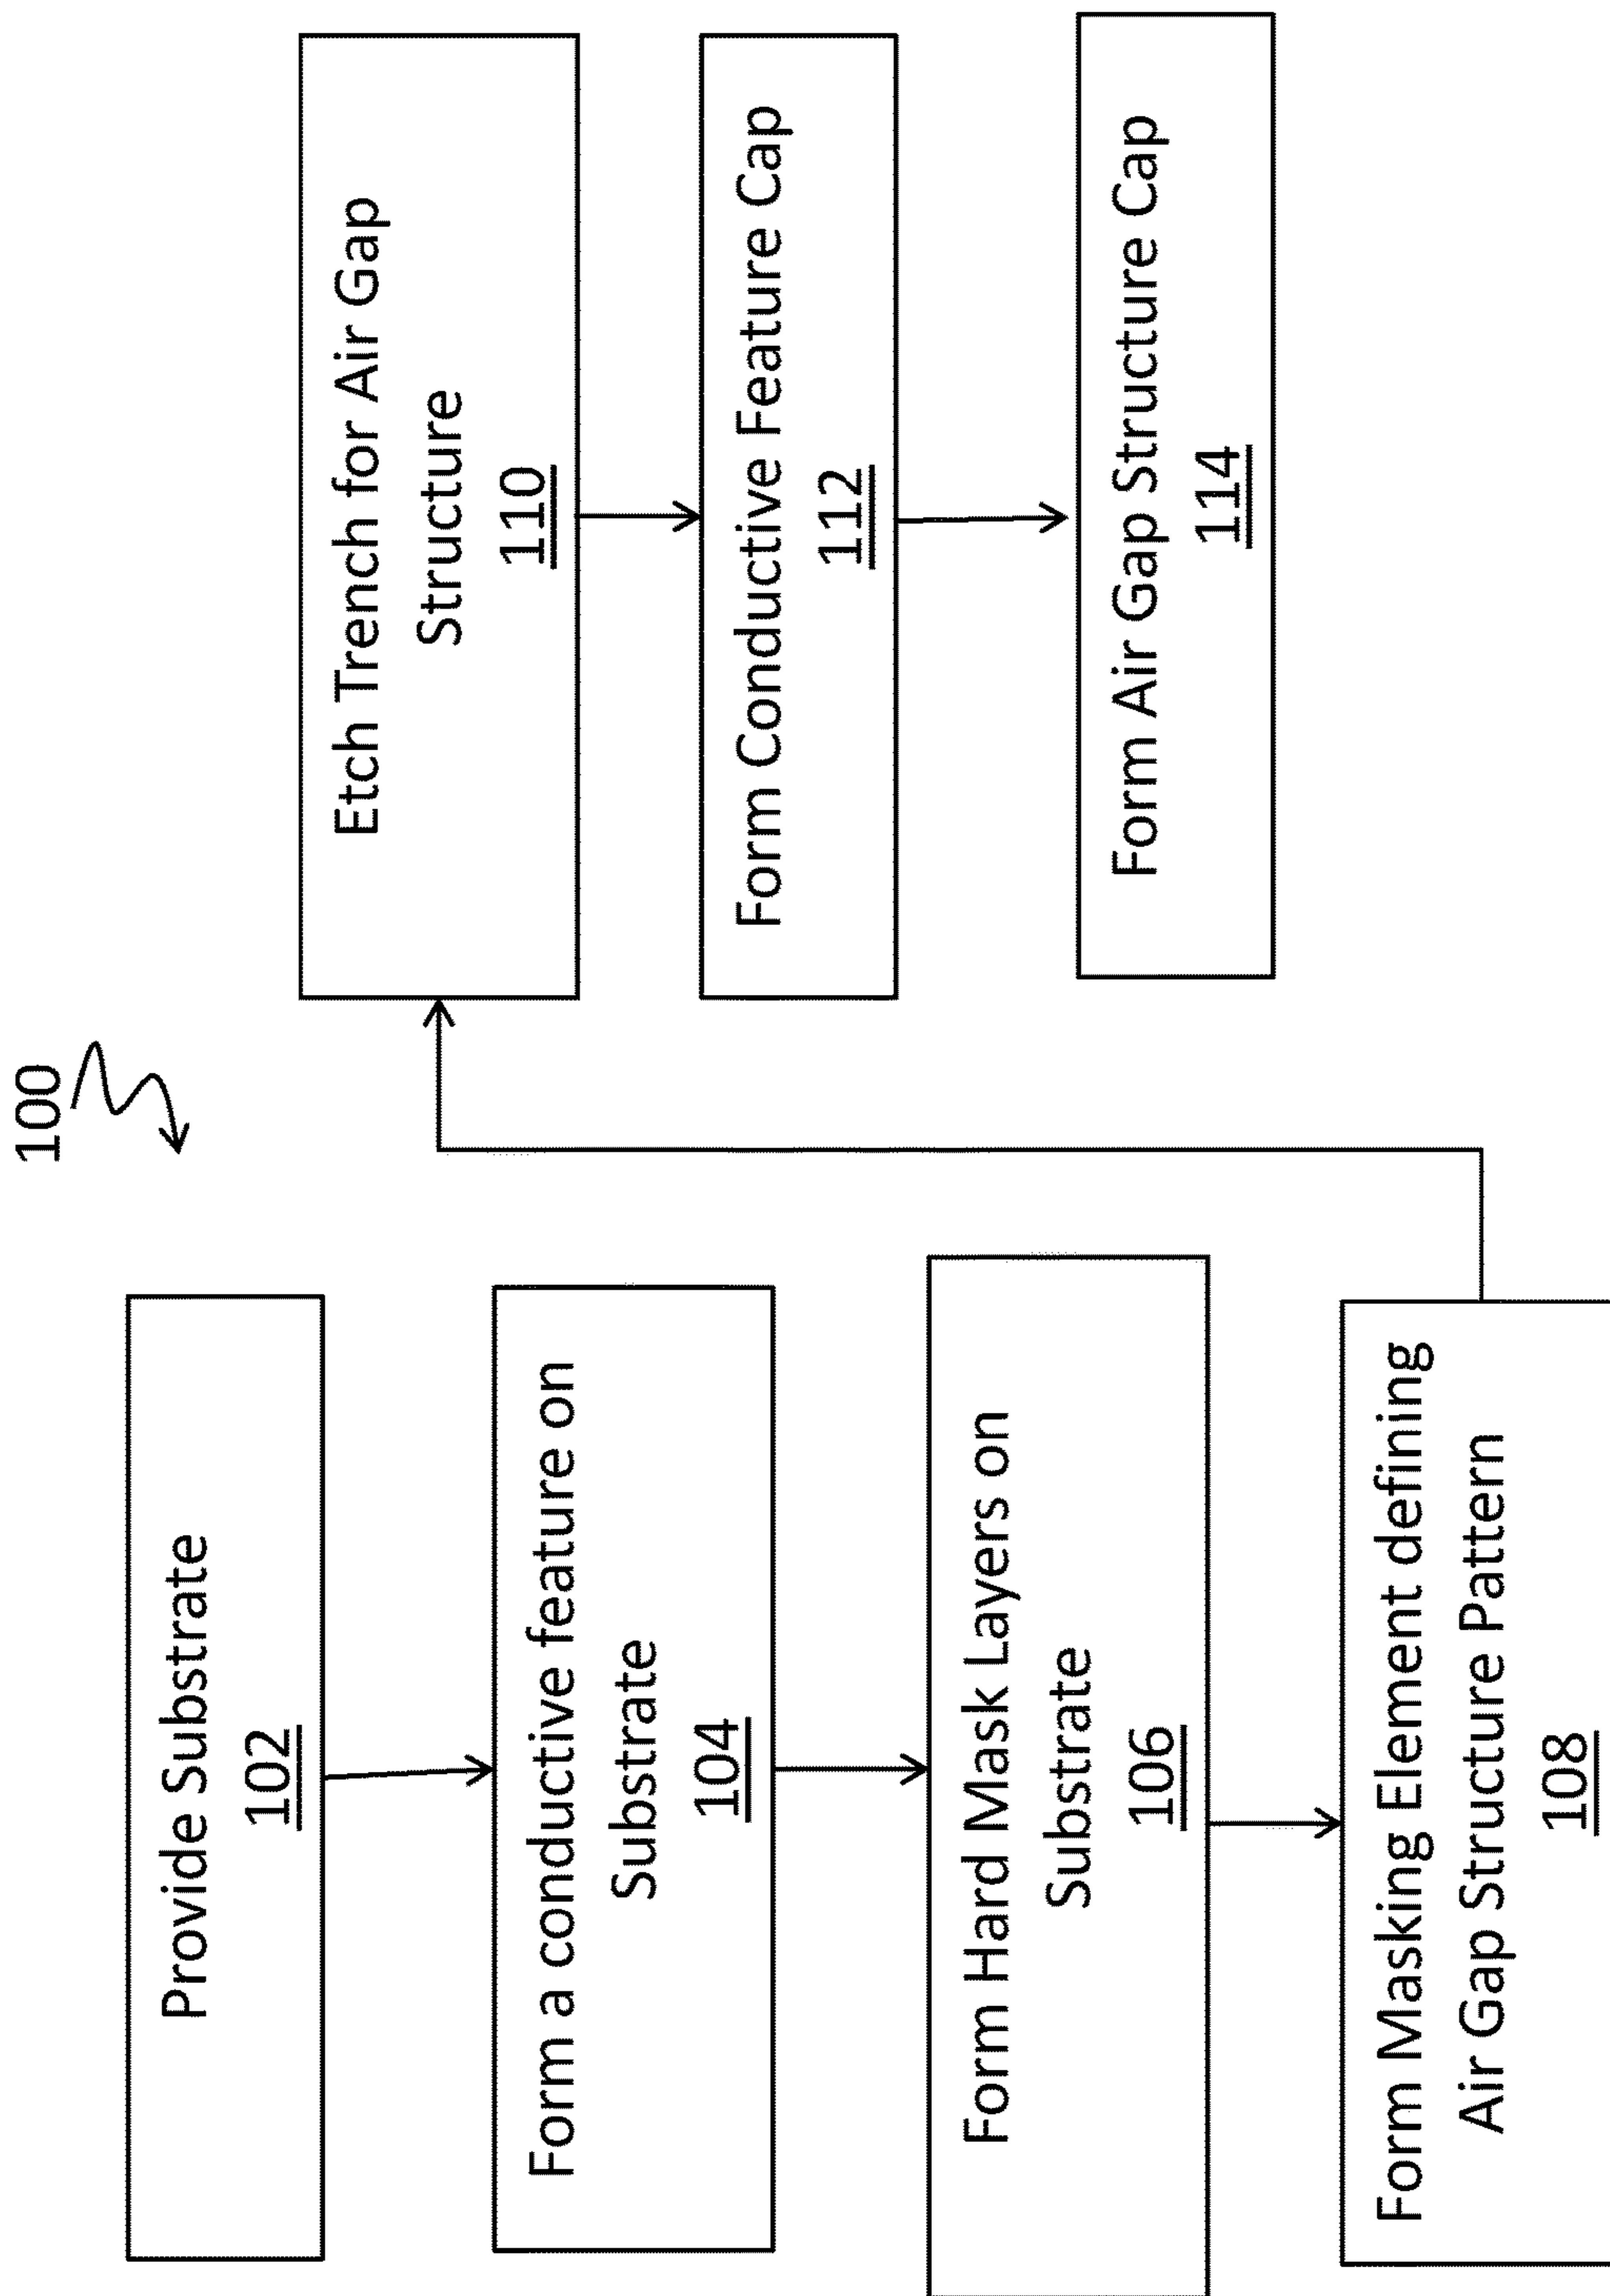 100
Provide Substrate
102
Form a conductive feature on
Substrate
104
Form Hard Mask Layers on
Substrate
106
Form Masking Element defining
Air Gap Structure Pattern
108
Etch Trench for Air Gap
Structure
110
Form Conductive Feature Cap
112
Form Air Gap Structure Cap
114